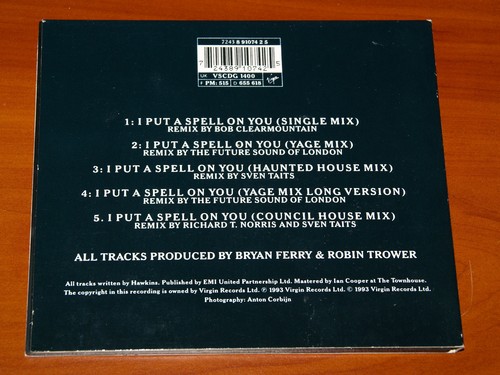 7243 8 91074 2 5
7 24389 10742 5
UK VSCDG 1400
F PM: 515 D 655 618
Virgin
1: I PUT A SPELL ON YOU (SINGLE MIX)
REMIX BY BOB CLEARMOUNTAIN
2: I PUT A SPELL ON YOU (YAGE MIX)
REMIX BY THE FUTURE SOUND OF LONDON
3: I PUT A SPELL ON YOU (HAUNTED HOUSE MIX)
REMIX BY SVEN TAITS
4: I PUT A SPELL ON YOU (YAGE MIX LONG VERSION)
REMIX BY THE FUTURE SOUND OF LONDON
5. I PUT A SPELL ON YOU (COUNCIL HOUSE MIX)
REMIX BY RICHARD T. NORRIS AND SVEN TAITS
ALL TRACKS PRODUCED BY BRYAN FERRY & ROBIN TROWER
All tracks written by Hawkins. Published by EMI United Partnership Ltd. Mastered by Ian Cooper at The Townhouse.
The copyright in this recording is owned by Virgin Records Ltd. ℗ 1993 Virgin Records Ltd. © 1993 Virgin Records Ltd.
Photography: Anton Corbijn